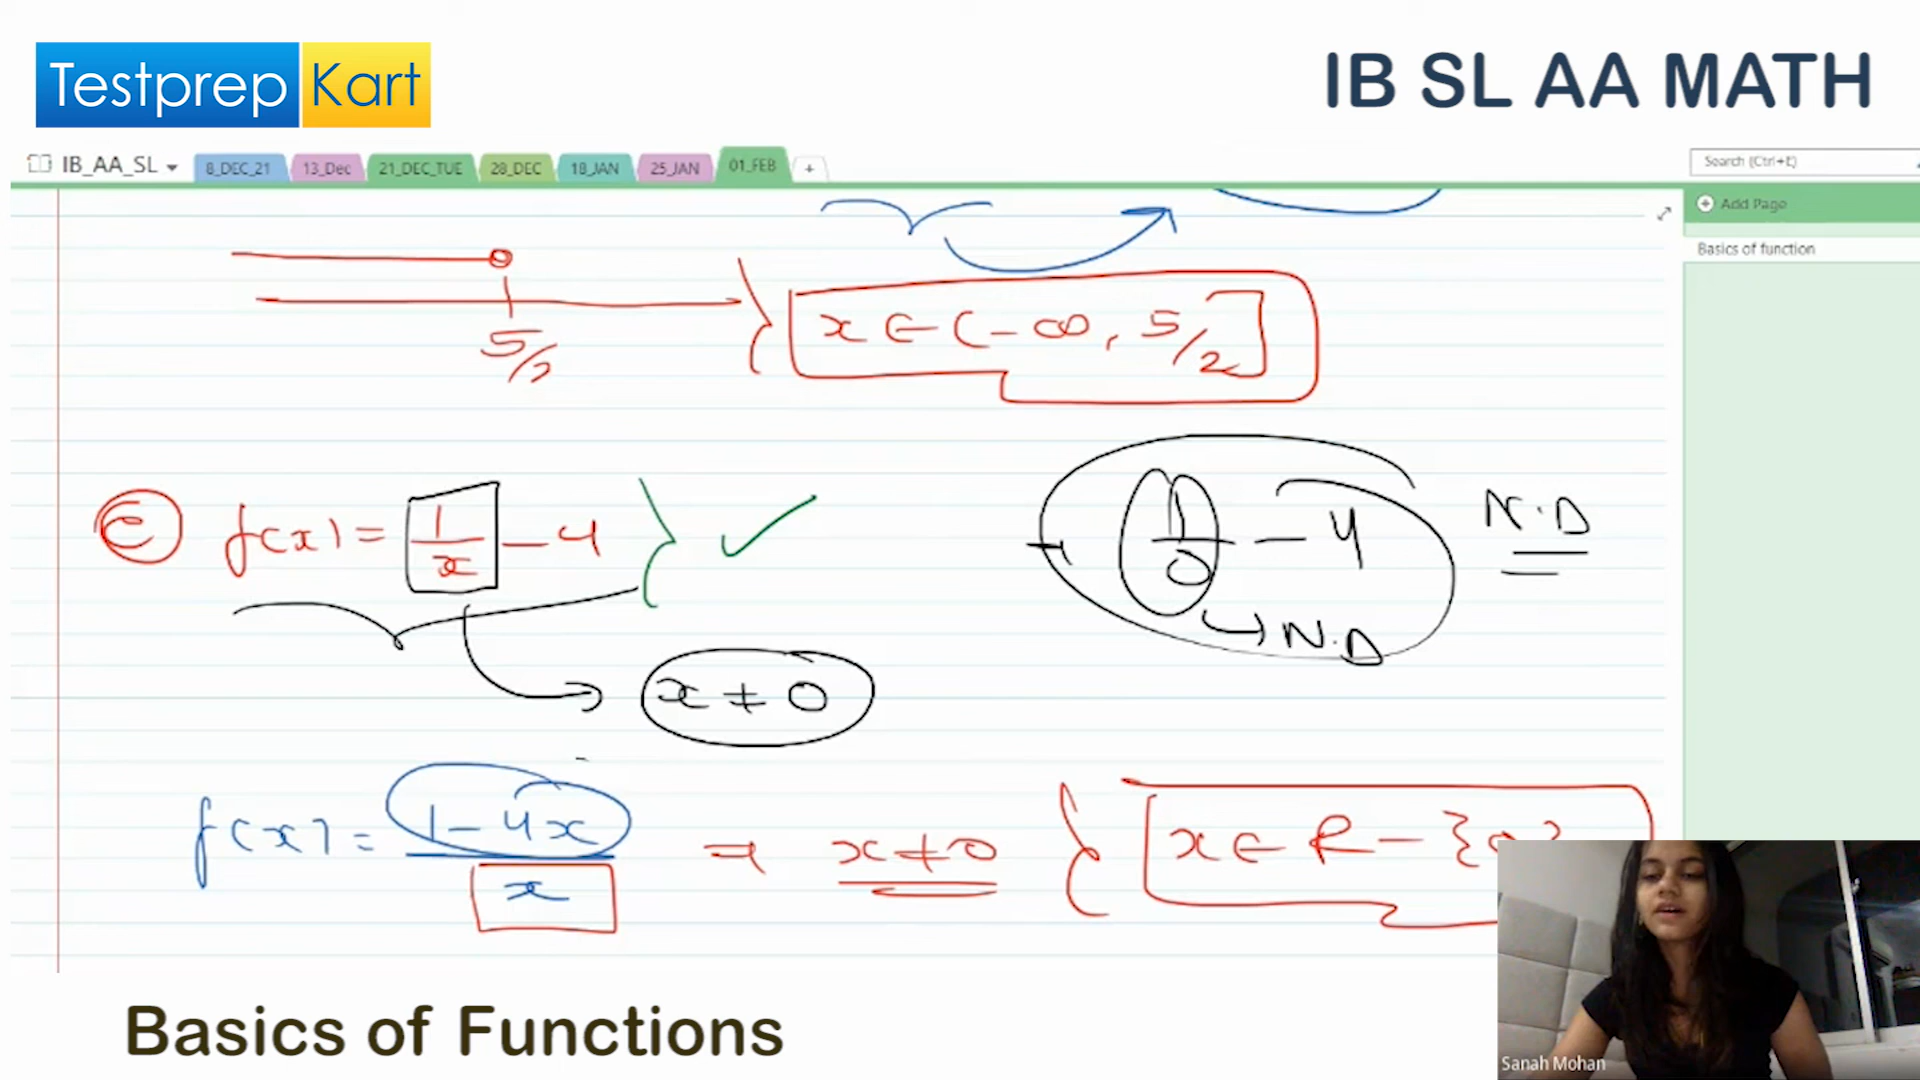 Testprep Kart
IB SL AA MATH
IB_AA_SL
8_DEC_21
13_Dec
21_DEC_TUE
28_DEC
18_JAN
25_JAN
01_FEB
+
Search (Ctrl+E)
Add Page
Basics of function
5/2
x ∈ (-∞, 5/2]
C f(x) = 1/x - 4
1/0 - 4 N.D
N.D
x ≠ 0
f(x) = 1 - 4x / x ⇒ x ≠ 0
x ∈ R - {0}
Basics of Functions
Sanah Mohan